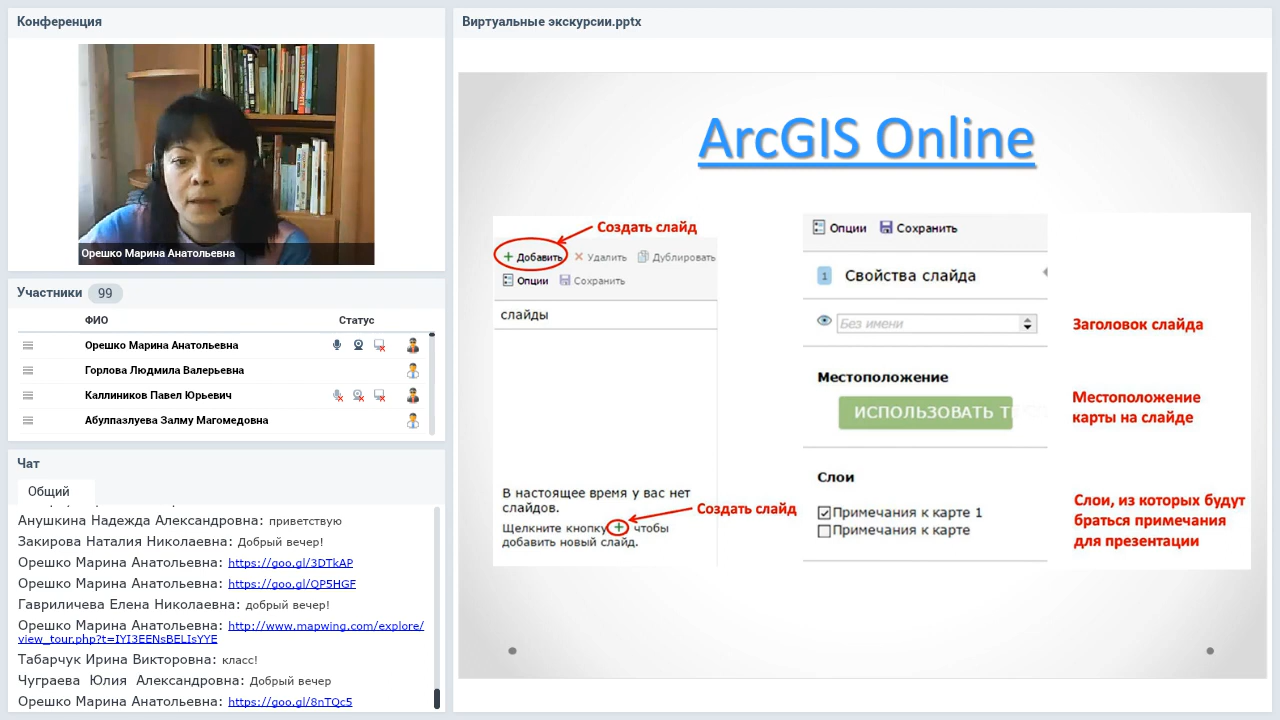 Конференция
Орешко Марина Анатольевна
Участники 99
ФИО Статус
Орешко Марина Анатольевна
Горлова Людмила Валерьевна
Каллиников Павел Юрьевич
Абулпазлуева Залму Магомедовна
Чат
Общий
Анушкина Надежда Александровна: приветствую
Закирова Наталия Николаевна: Добрый вечер!
Орешко Марина Анатольевна: https://goo.gl/3DTkAP
Орешко Марина Анатольевна: https://goo.gl/QP5HGF
Гавриличева Елена Николаевна: добрый вечер!
Орешко Марина Анатольевна: http://www.mapwing.com/explore/
view_tour.php?t=IYI3EENsBELIsYYE
Табарчук Ирина Викторовна: класс!
Чуграева Юлия Александровна: Добрый вечер
Орешко Марина Анатольевна: https://goo.gl/8nTQc5
Виртуальные экскурсии.pptx
ArcGIS Online
Создать слайд
Добавить Удалить Дублировать
Опции Сохранить
слайды
В настоящее время у вас нет
слайдов.
Щелкните кнопку + чтобы
добавить новый слайд.
Создать слайд
Опции Сохранить
1 Свойства слайда
Без имени
Заголовок слайда
Местоположение
ИСПОЛЬЗОВАТЬ
Местоположение
карты на слайде
Слои
Примечания к карте 1
Примечания к карте
Слои, из которых будут
браться примечания
для презентации